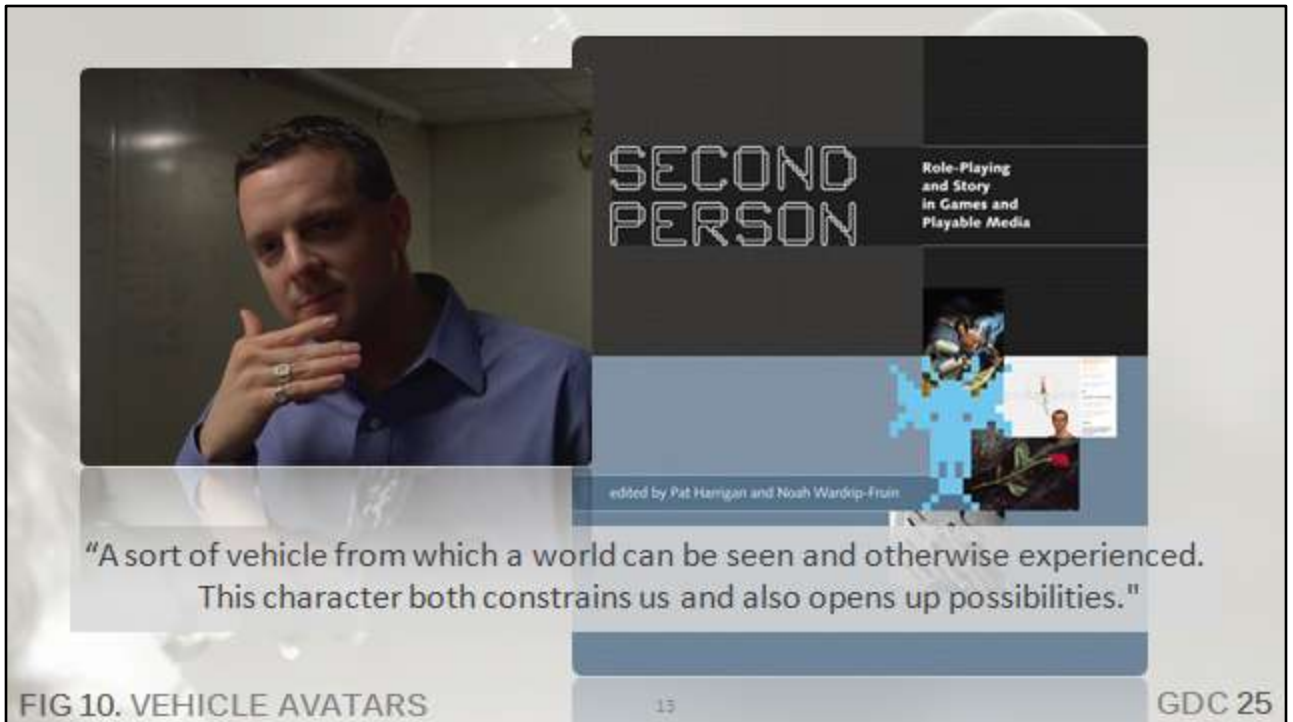 SECOND
PERSON
Role-Playing
and Story
in Games and
Playable Media
edited by Pat Harrigan and Noah Wardrip-Fruin
“A sort of vehicle from which a world can be seen and otherwise experienced.
This character both constrains us and also opens up possibilities."
FIG 10. VEHICLE AVATARS
13
GDC 25